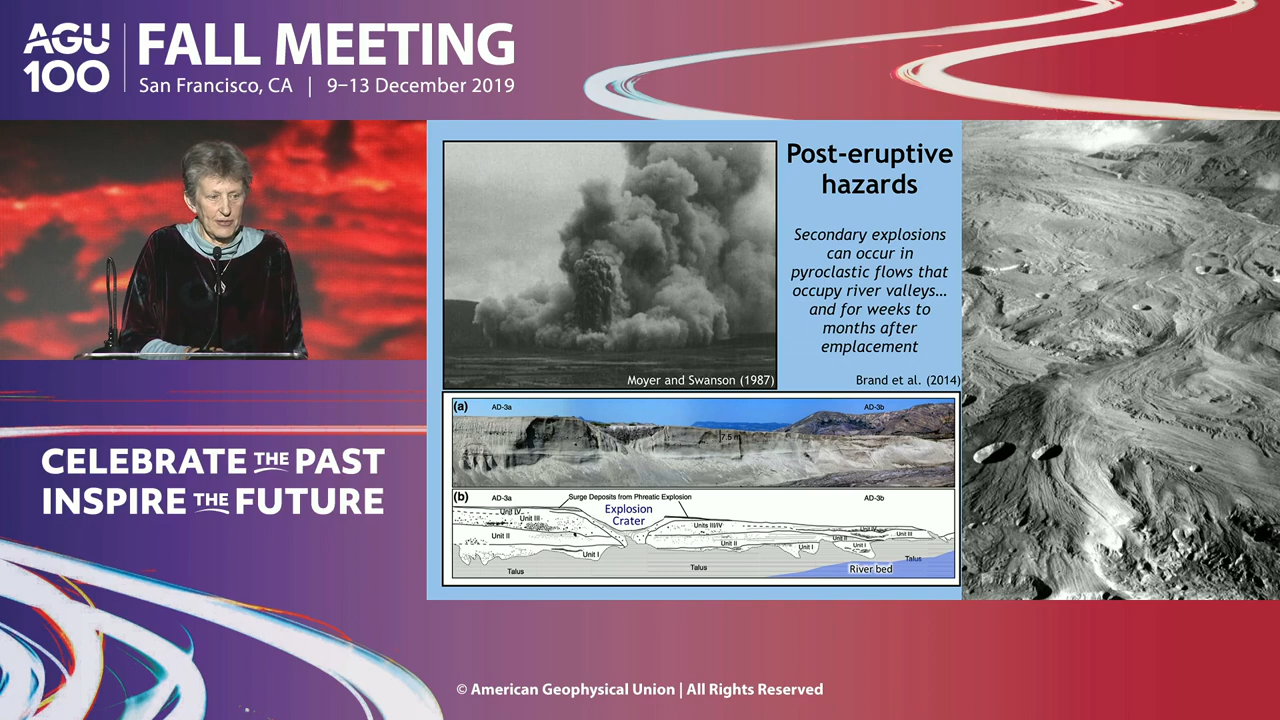 AGU
100
FALL MEETING
San Francisco, CA | 9–13 December 2019
Post-eruptive
hazards
Secondary explosions
can occur in
pyroclastic flows that
occupy river valleys...
and for weeks to
months after
emplacement
Moyer and Swanson (1987)
Brand et al. (2014)
(a)
AD-3a
AD-3b
7.5 m
(b)
AD-3a
Surge Deposits from Phreatic Explosion
AD-3b
Explosion
Crater
Unit IV
Unit III
Units III/IV
Unit IV
Unit III
Unit II
Unit II
Unit II
Unit I
Unit I
Unit I
Talus
Talus
Talus
River bed
CELEBRATE THE PAST
INSPIRE THE FUTURE
© American Geophysical Union | All Rights Reserved